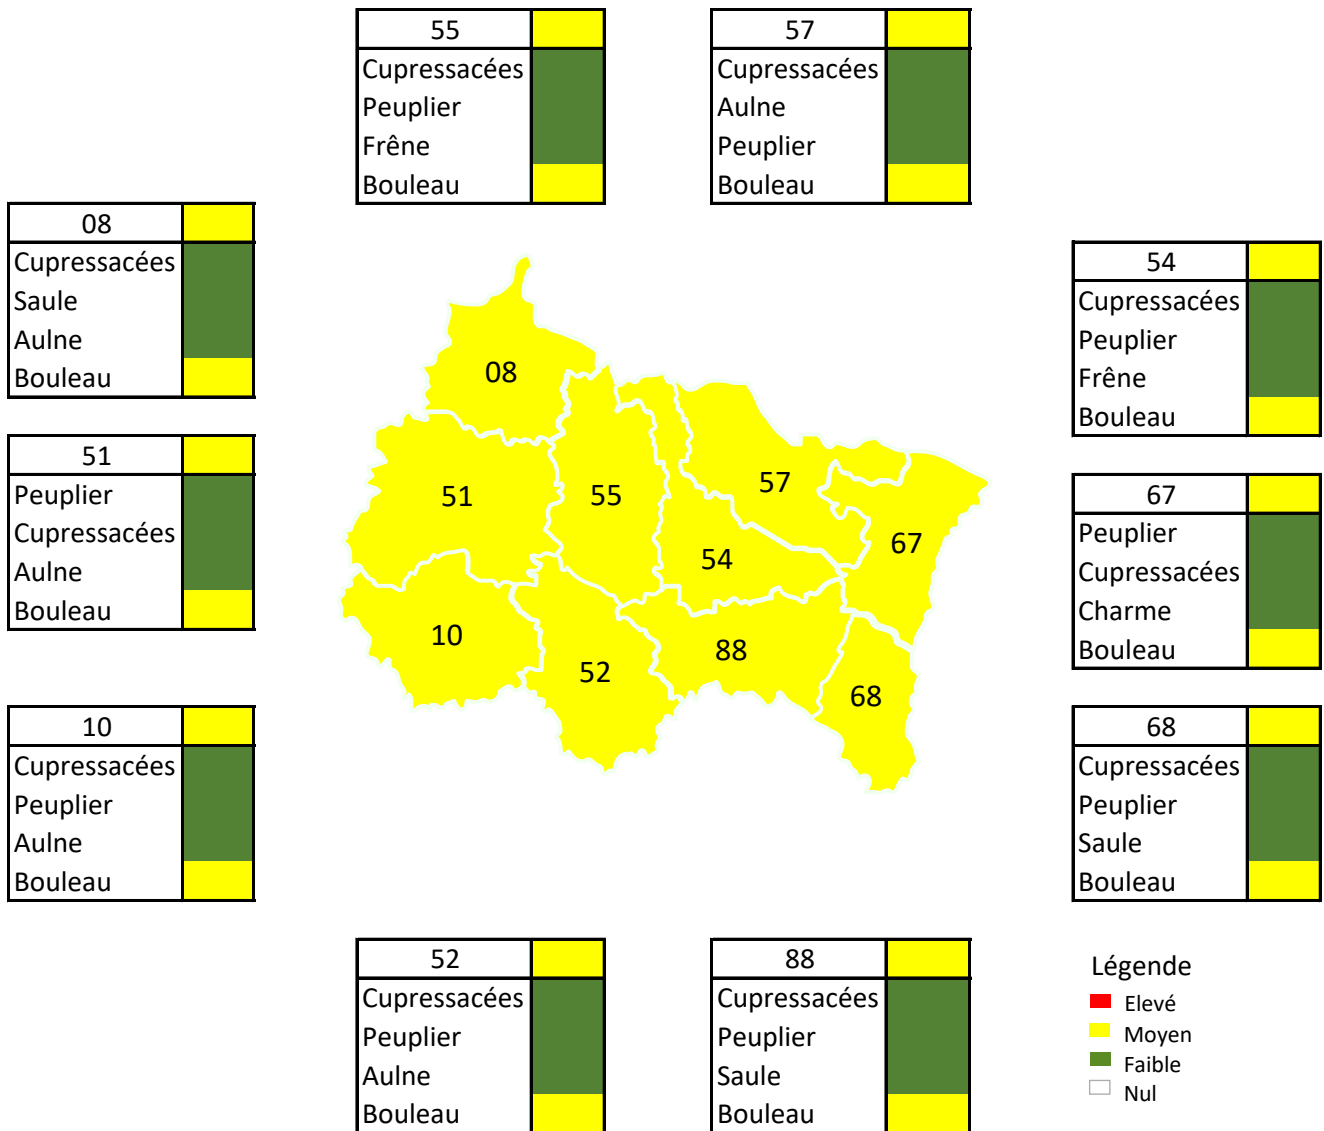 55
Cupressacées
Peuplier
Frêne
Bouleau
57
Cupressacées
Aulne
Peuplier
Bouleau
08
Cupressacées
Saule
Aulne
Bouleau
54
Cupressacées
Peuplier
Frêne
Bouleau
51
Peuplier
Cupressacées
Aulne
Bouleau
67
Peuplier
Cupressacées
Charme
Bouleau
08
57
51
55
67
54
10
88
52
68
10
Cupressacées
Peuplier
Aulne
Bouleau
68
Cupressacées
Peuplier
Saule
Bouleau
52
Cupressacées
Peuplier
Aulne
Bouleau
88
Cupressacées
Peuplier
Saule
Bouleau
Légende
Elevé
Moyen
Faible
Nul